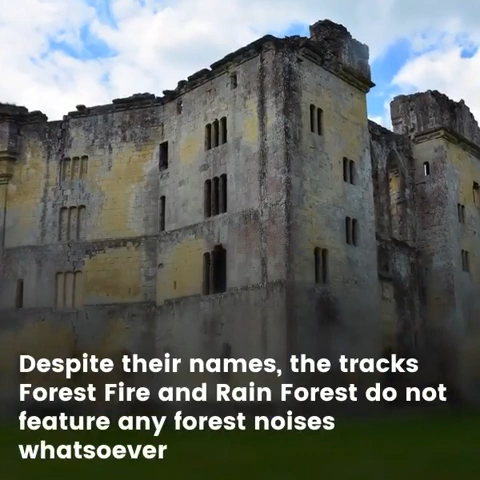 Despite their names, the tracks
Forest Fire and Rain Forest do not
feature any forest noises
whatsoever